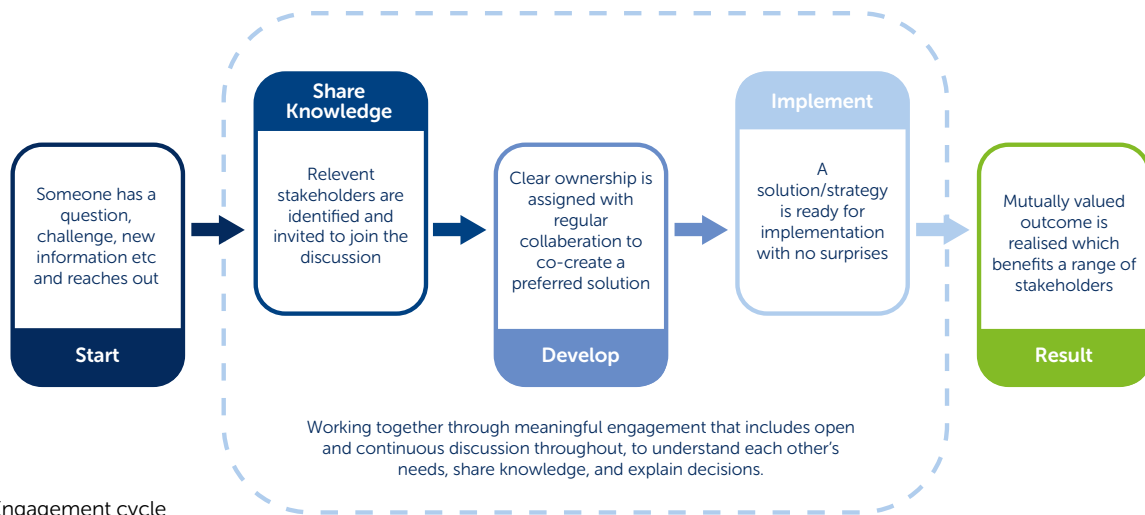 Someone has a
question,
challenge, new
information etc
and reaches out
Start
Share
Knowledge
Relevent
stakeholders are
identified and
invited to join the
discussion
Clear ownership is
assigned with
regular
collaberation to
co-create a
preferred solution
Develop
Implement
A
solution/strategy
is ready for
implementation
with no surprises
Mutually valued
outcome is
realised which
benefits a range of
stakeholders
Result
Working together through meaningful engagement that includes open
and continuous discussion throughout, to understand each other's
needs, share knowledge, and explain decisions.
Engagement cycle